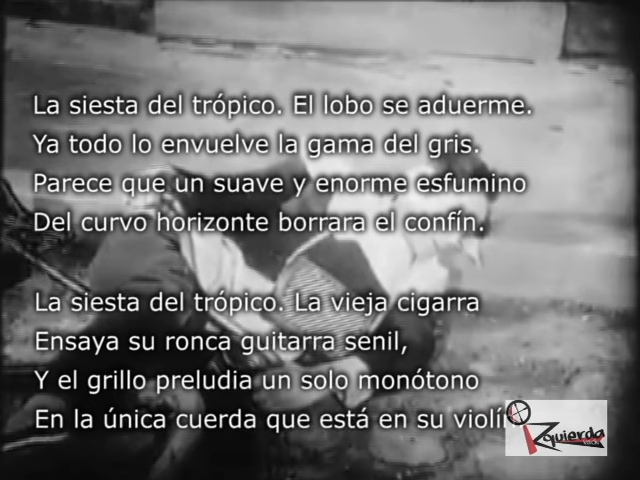 La siesta del trópico. El lobo se aduerme.
Ya todo lo envuelve la gama del gris.
Parece que un suave y enorme esfumino
Del curvo horizonte borrara el confín.
La siesta del trópico. La vieja cigarra
Ensaya su ronca guitarra senil,
Y el grillo preludia un solo monótono
En la única cuerda que está en su violín
Izquierda